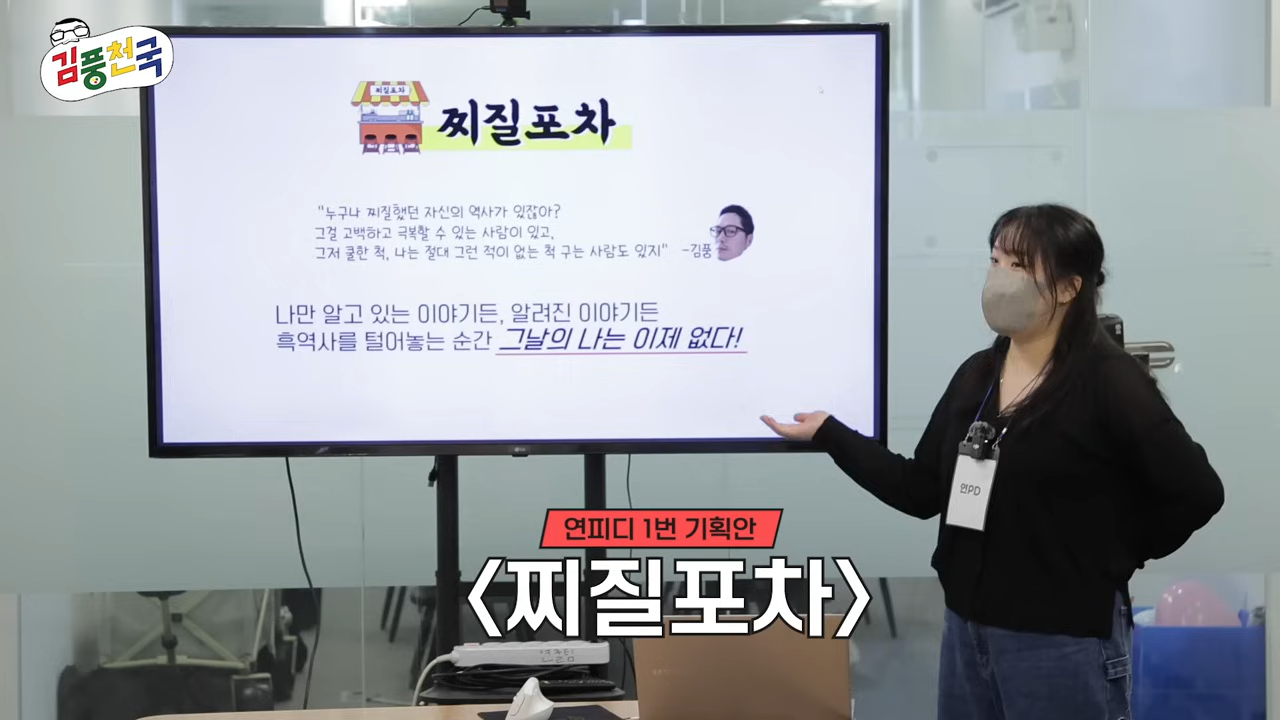 김풍천국
찌질포차
찌질포차
"누구나 찌질했던 자신의 역사가 있잖아?
그걸 고백하고 극복할 수 있는 사람이 있고,
그저 쿨한 척, 나는 절대 그런 적이 없는 척 구는 사람도 있지" -김풍
나만 알고 있는 이야기든, 알려진 이야기든
흑역사를 털어놓는 순간 그날의 나는 이제 없다!
LG
연PD
연피디 1번 기획안
<찌질포차>
연출팀